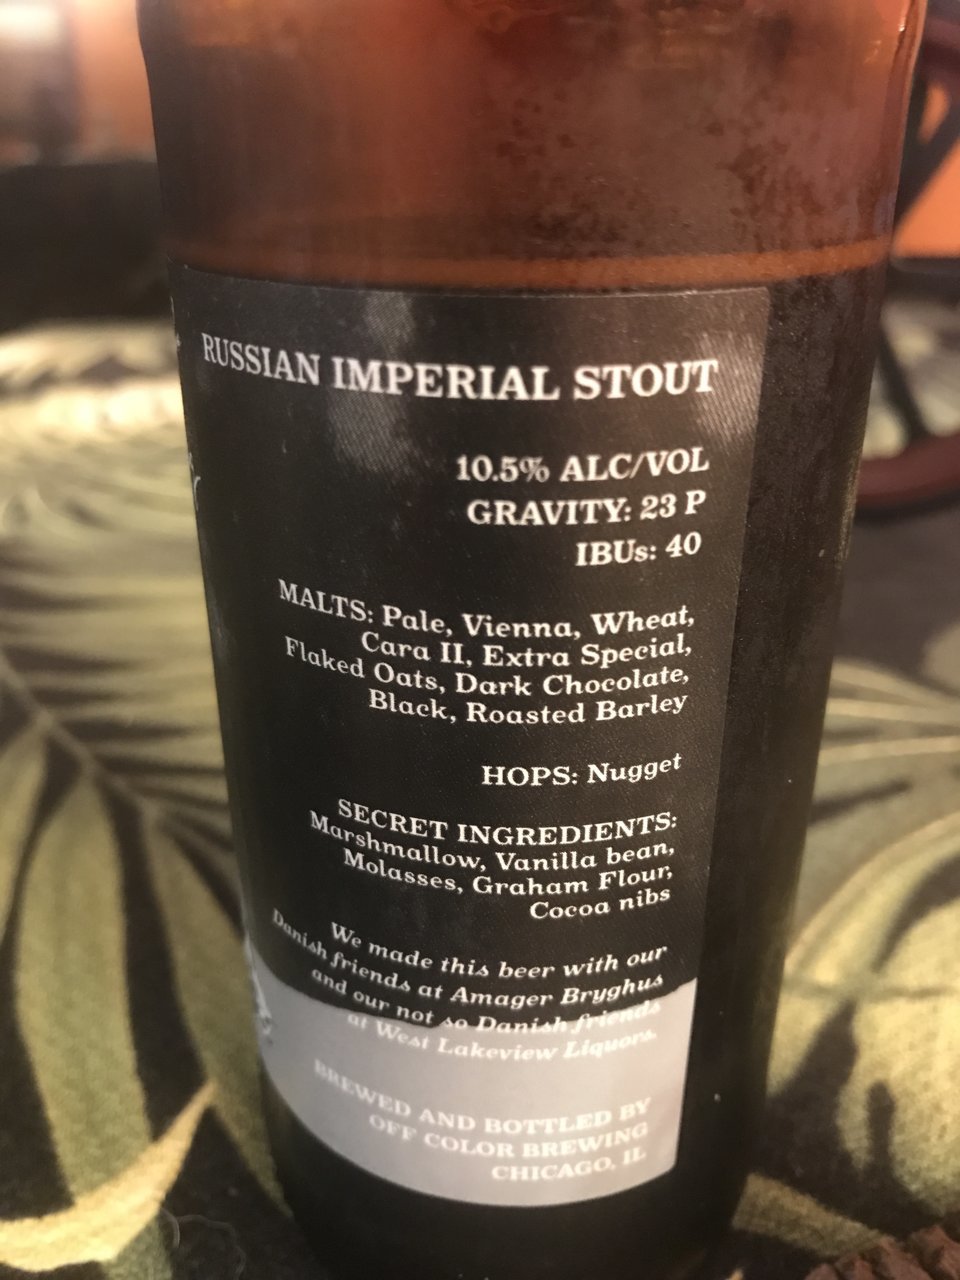 RUSSIAN IMPERIAL STOUT
10.5% ALC/VOL
GRAVITY: 23 P
IBUs: 40
MALTS: Pale, Vienna, Wheat,
Cara II, Extra Special,
Flaked Oats, Dark Chocolate,
Black, Roasted Barley
HOPS: Nugget
SECRET INGREDIENTS:
Marshmallow, Vanilla bean,
Molasses, Graham Flour,
Cocoa nibs
We made this beer with our
Danish friends at Amager Bryghus
and our not so Danish friends
at West Lakeview Liquors.
BREWED AND BOTTLED BY
OFF COLOR BREWING
CHICAGO, IL